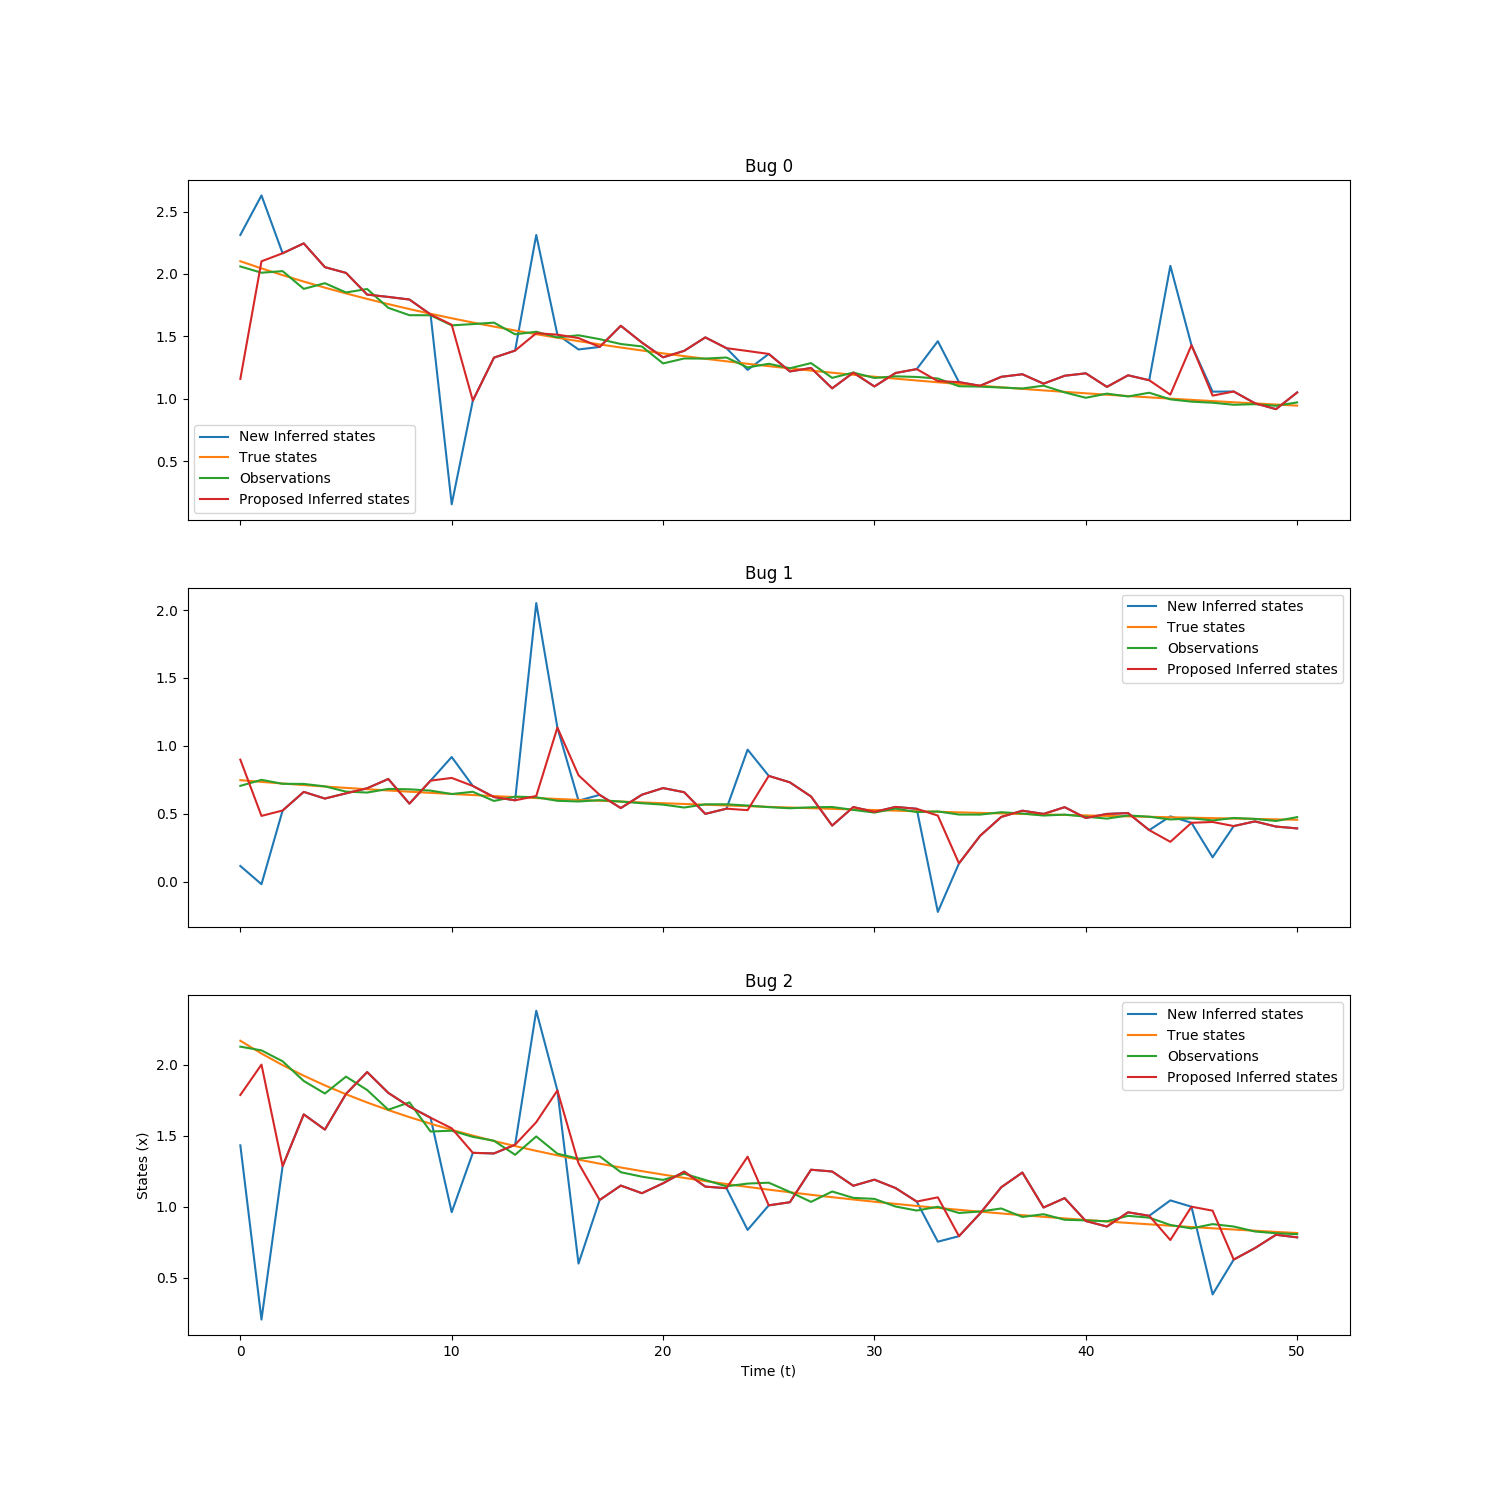 Bug 0
2.5
2.0
1.5
1.0
0.5
New Inferred states
True states
Observations
Proposed Inferred states
Bug 1
2.0
1.5
1.0
0.5
0.0
New Inferred states
True states
Observations
Proposed Inferred states
Bug 2
2.0
1.5
1.0
0.5
States (x)
New Inferred states
True states
Observations
Proposed Inferred states
0 10 20 30 40 50
Time (t)